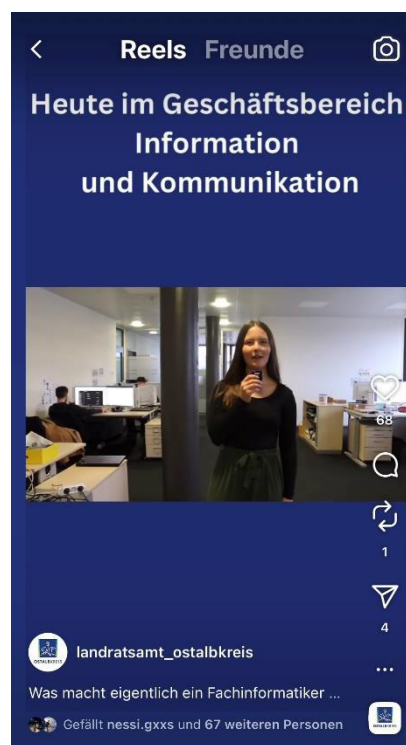 Reels Freunde
Heute im Geschäftsbereich
Information
und Kommunikation
68
1
4
OSTALBKREIS
landratsamt_ostalbkreis
Was macht eigentlich ein Fachinformatiker ...
Gefällt nessi.gxxs und 67 weiteren Personen